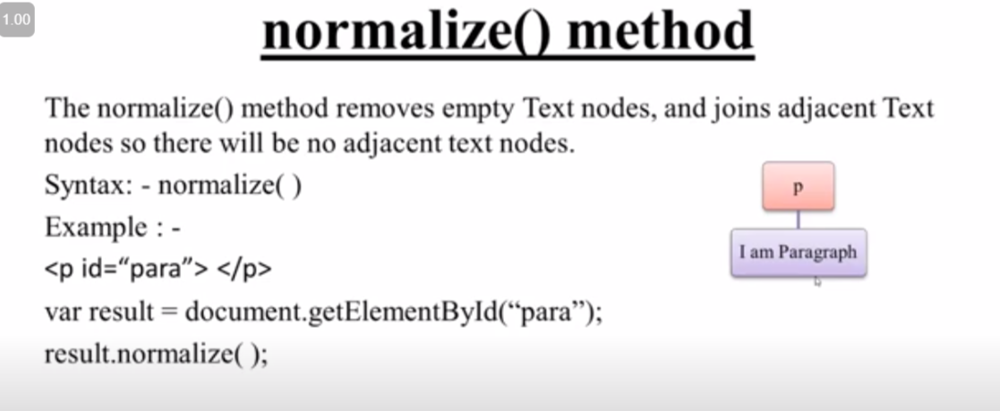 1.00
normalize() method
The normalize() method removes empty Text nodes, and joins adjacent Text
nodes so there will be no adjacent text nodes.
Syntax: - normalize( )
Example : -
<p id=“para”> </p>
var result = document.getElementById(“para”);
result.normalize( );
p
I am Paragraph